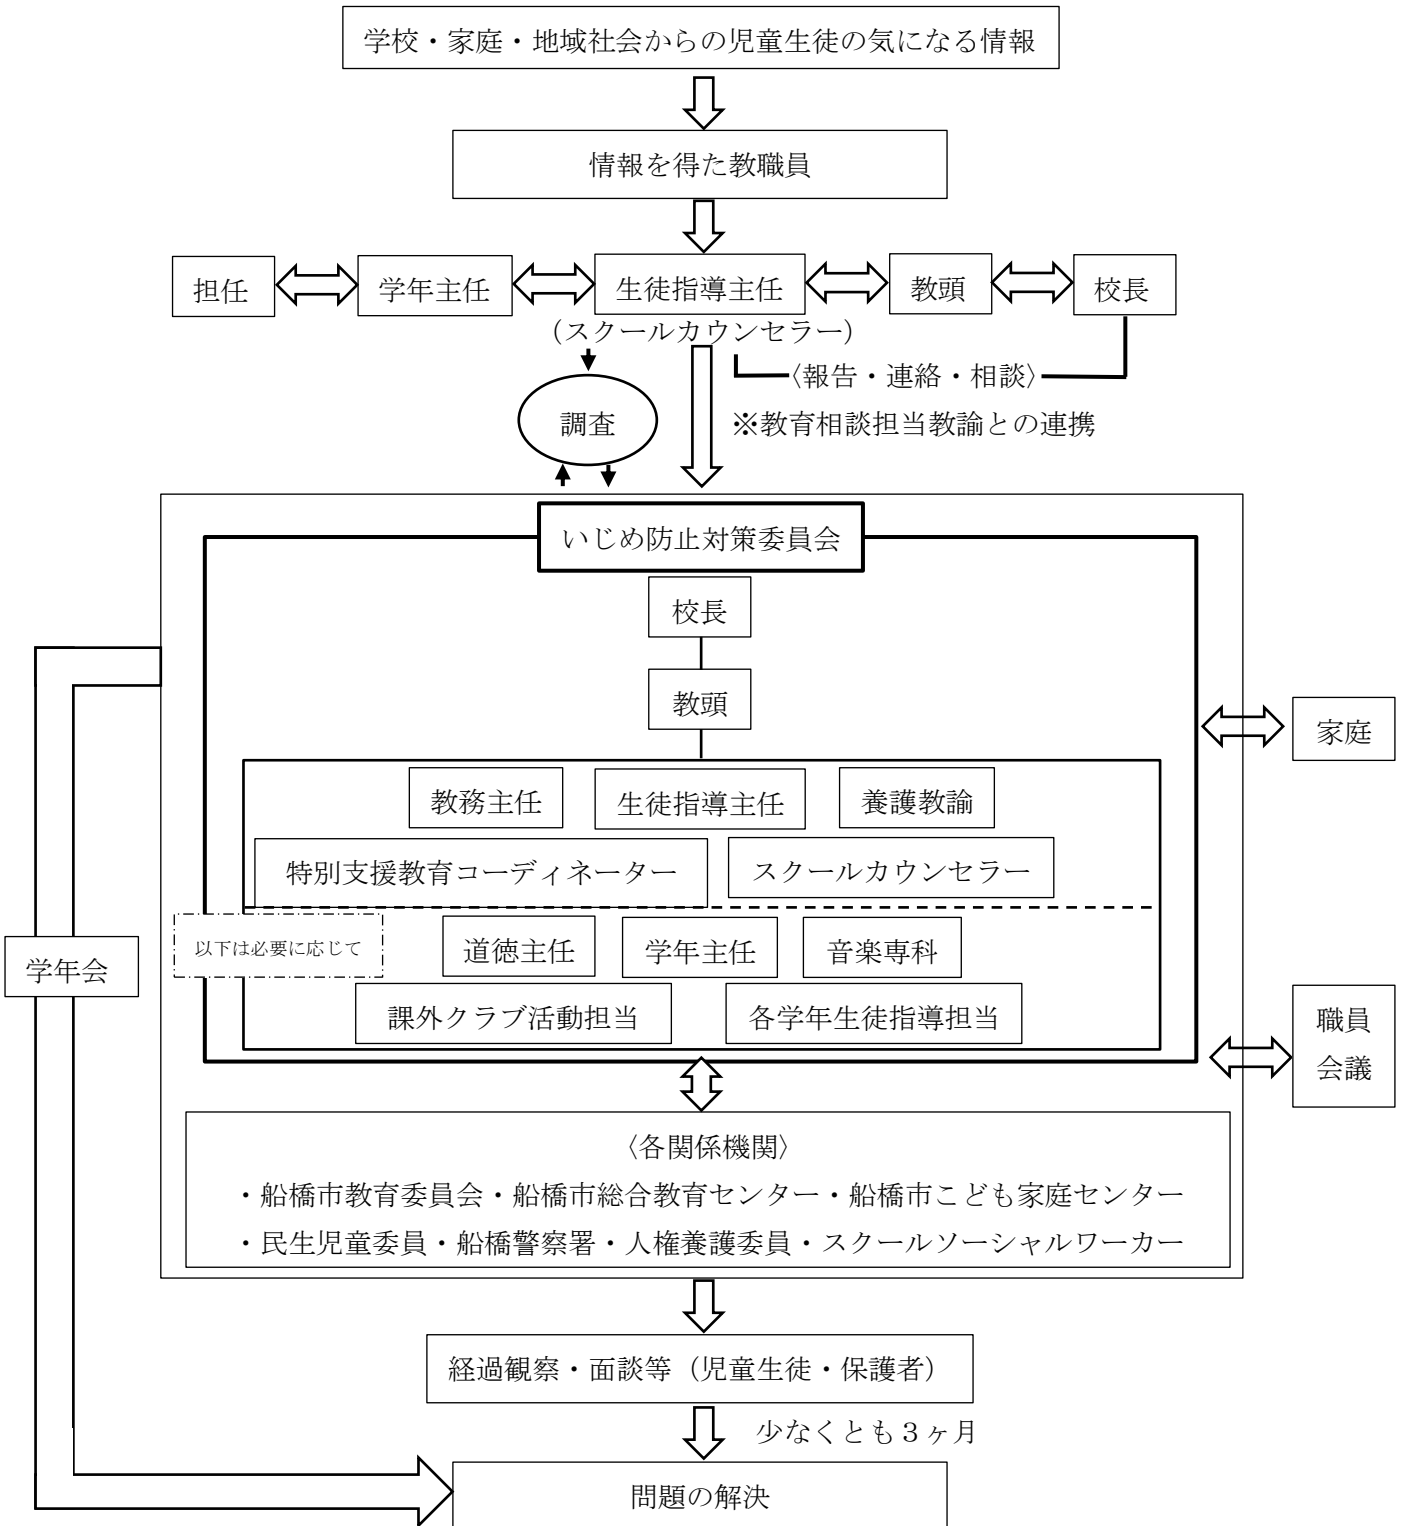 学校・家庭・地域社会からの児童生徒の気になる情報
情報を得た教職員
担任
学年主任
生徒指導主任
教頭
校長
（スクールカウンセラー）
〈報告・連絡・相談〉
調査
※教育相談担当教諭との連携
いじめ防止対策委員会
校長
教頭
家庭
教務主任
生徒指導主任
養護教諭
特別支援教育コーディネーター
スクールカウンセラー
以下は必要に応じて
道徳主任
学年主任
音楽専科
学年会
課外クラブ活動担当
各学年生徒指導担当
職員
会議
〈各関係機関〉
・船橋市教育委員会・船橋市総合教育センター・船橋市こども家庭センター
・民生児童委員・船橋警察署・人権養護委員・スクールソーシャルワーカー
経過観察・面談等（児童生徒・保護者）
少なくとも３ヶ月
問題の解決